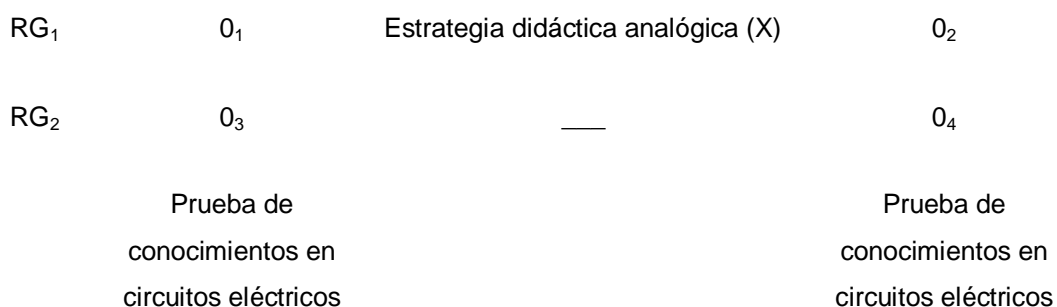 RG₁ 0₁ Estrategia didáctica analógica (X) 0₂
RG₂ 0₃ ___ 0₄
Prueba de Prueba de
conocimientos en conocimientos en
circuitos eléctricos circuitos eléctricos